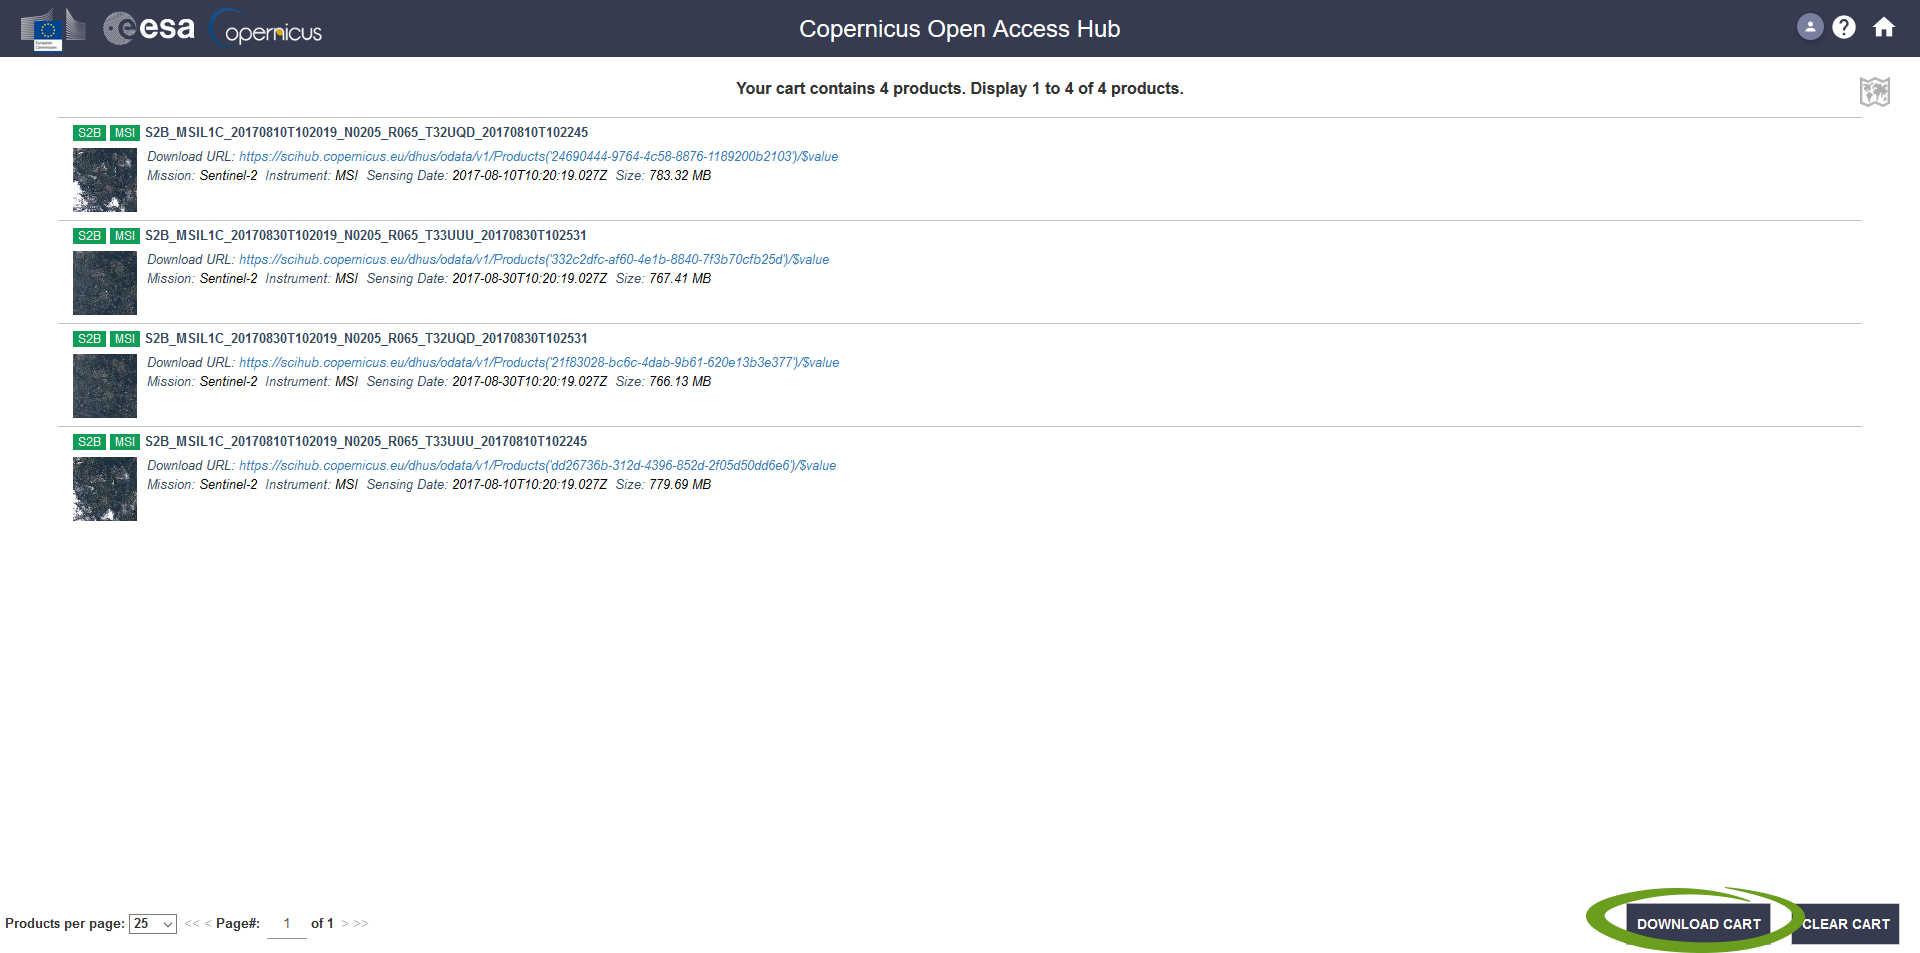 European
Commission
esa
opernicus
Copernicus Open Access Hub
?
Your cart contains 4 products. Display 1 to 4 of 4 products.
S2B MSI S2B_MSIL1C_20170810T102019_N0205_R065_T32UQD_20170810T102245
Download URL: https://scihub.copernicus.eu/dhus/odata/v1/Products('24690444-9764-4c58-8876-1189200b2103')/$value
Mission: Sentinel-2 Instrument: MSI Sensing Date: 2017-08-10T10:20:19.027Z Size: 783.32 MB
S2B MSI S2B_MSIL1C_20170830T102019_N0205_R065_T33UUU_20170830T102531
Download URL: https://scihub.copernicus.eu/dhus/odata/v1/Products('332c2dfc-af60-4e1b-8840-7f3b70cfb25d')/$value
Mission: Sentinel-2 Instrument: MSI Sensing Date: 2017-08-30T10:20:19.027Z Size: 767.41 MB
S2B MSI S2B_MSIL1C_20170830T102019_N0205_R065_T32UQD_20170830T102531
Download URL: https://scihub.copernicus.eu/dhus/odata/v1/Products('21f83028-bc6c-4dab-9b61-620e13b3e377')/$value
Mission: Sentinel-2 Instrument: MSI Sensing Date: 2017-08-30T10:20:19.027Z Size: 766.13 MB
S2B MSI S2B_MSIL1C_20170810T102019_N0205_R065_T33UUU_20170810T102245
Download URL: https://scihub.copernicus.eu/dhus/odata/v1/Products('dd26736b-312d-4396-852d-2f05d50dd6e6')/$value
Mission: Sentinel-2 Instrument: MSI Sensing Date: 2017-08-10T10:20:19.027Z Size: 779.69 MB
Products per page: 25 << < Page#: 1 of 1 > >>
DOWNLOAD CART
CLEAR CART